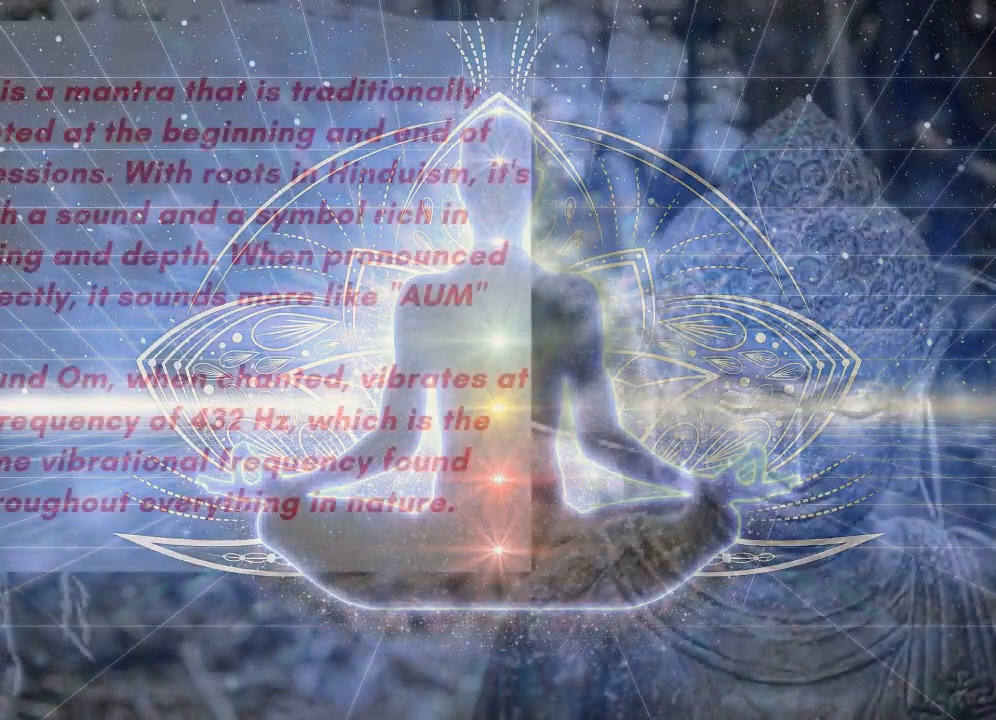 is a mantra that is traditionally
ted at the beginning and end of
essions. With roots in Hinduism, it's
h a sound and a symbol rich in
ing and depth. When pronounced
ectly, it sounds more like "AUM"
und Om, when chanted, vibrates at
requency of 432 Hz, which is the
me vibrational frequency found
roughout everything in nature.